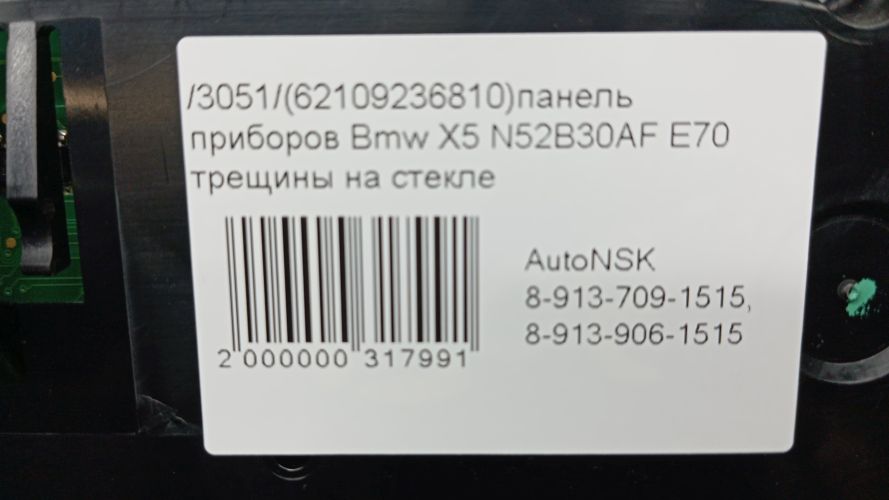 /3051/(62109236810)панель
приборов Bmw X5 N52B30AF E70
трещины на стекле
AutoNSK
8-913-709-1515,
8-913-906-1515
2 000000 317991